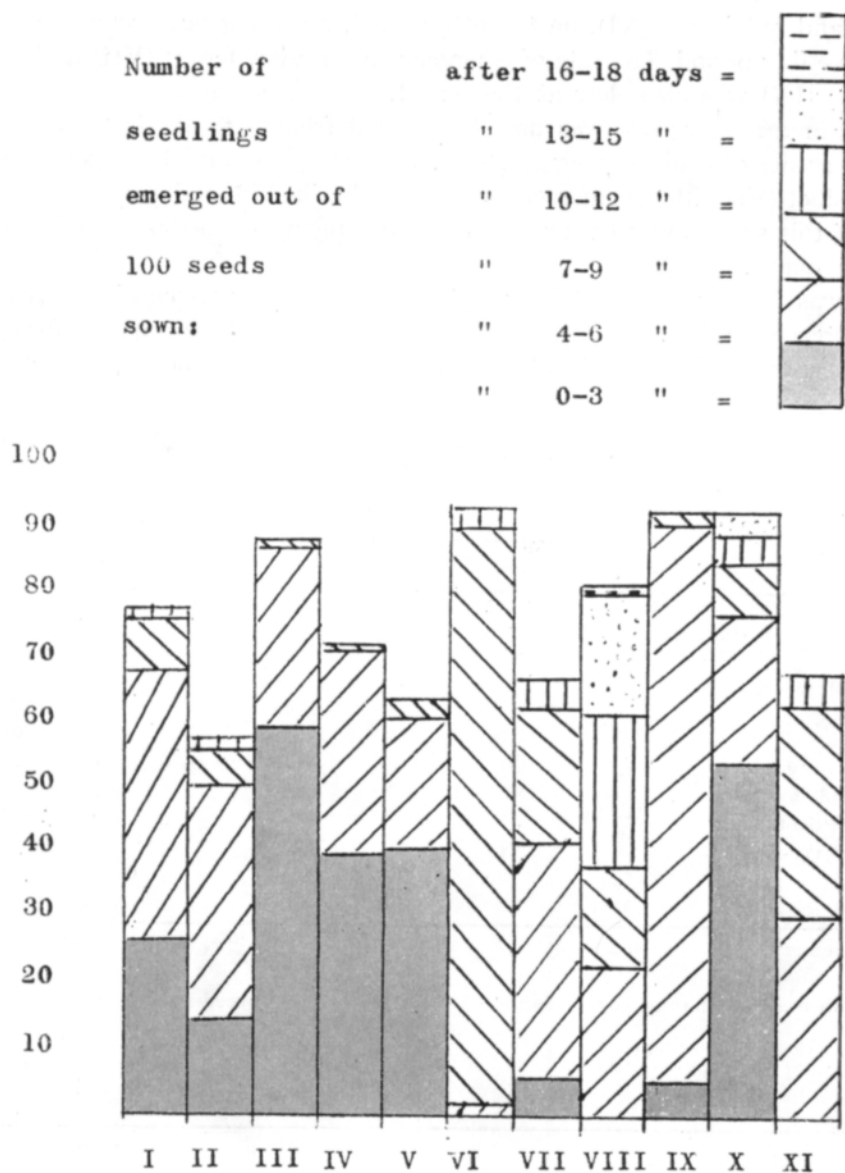 Number of after 16-18 days =
seedlings " 13-15 " =
emerged out of " 10-12 " =
100 seeds " 7-9 " =
sown: " 4-6 " =
" 0-3 " =
100
90
80
70
60
50
40
30
20
10
I II III IV V VI VII VIII IX X XI